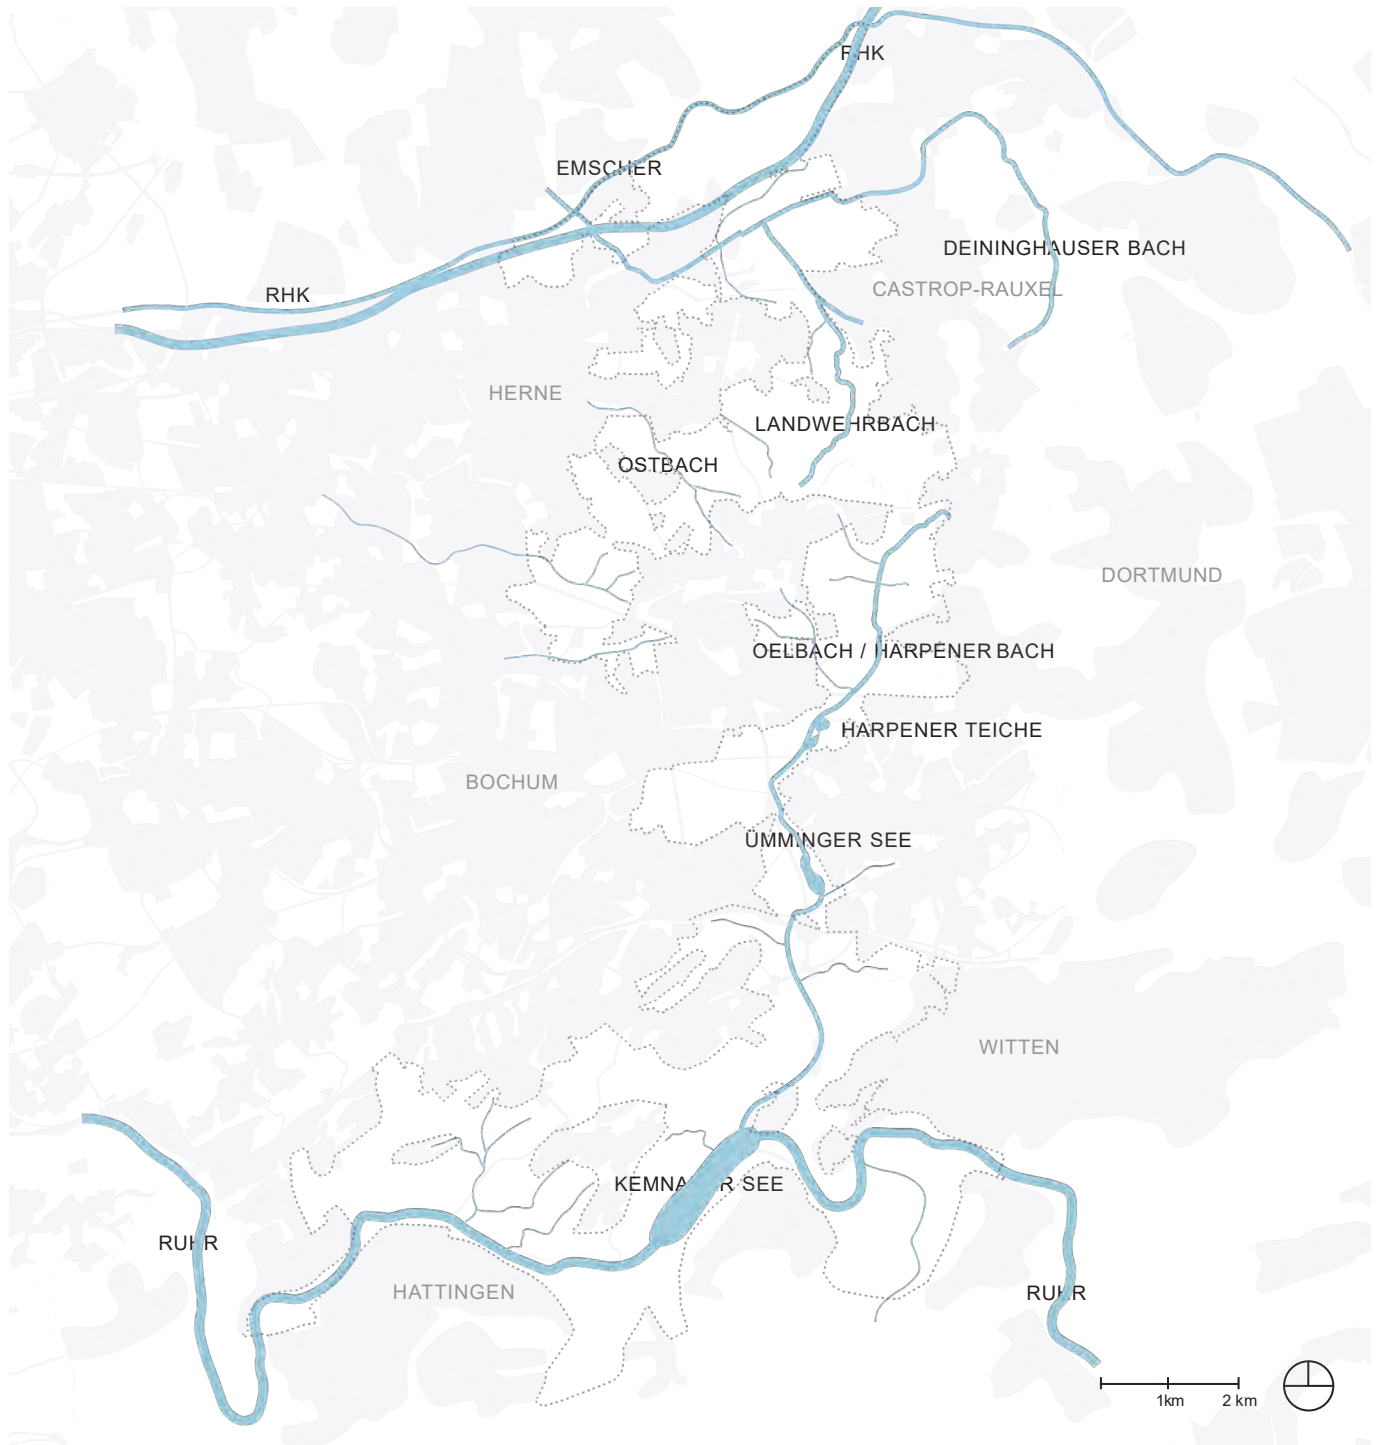 RHK
EMSCHER
DEININGHAUSER BACH
CASTROP-RAUXEL
RHK
HERNE
LANDWEHRBACH
OSTBACH
DORTMUND
OELBACH / HARPENER BACH
HARPENER TEICHE
BOCHUM
ÜMMINGER SEE
WITTEN
KEMNADER SEE
RUHR
HATTINGEN
RUHR
1km 2 km